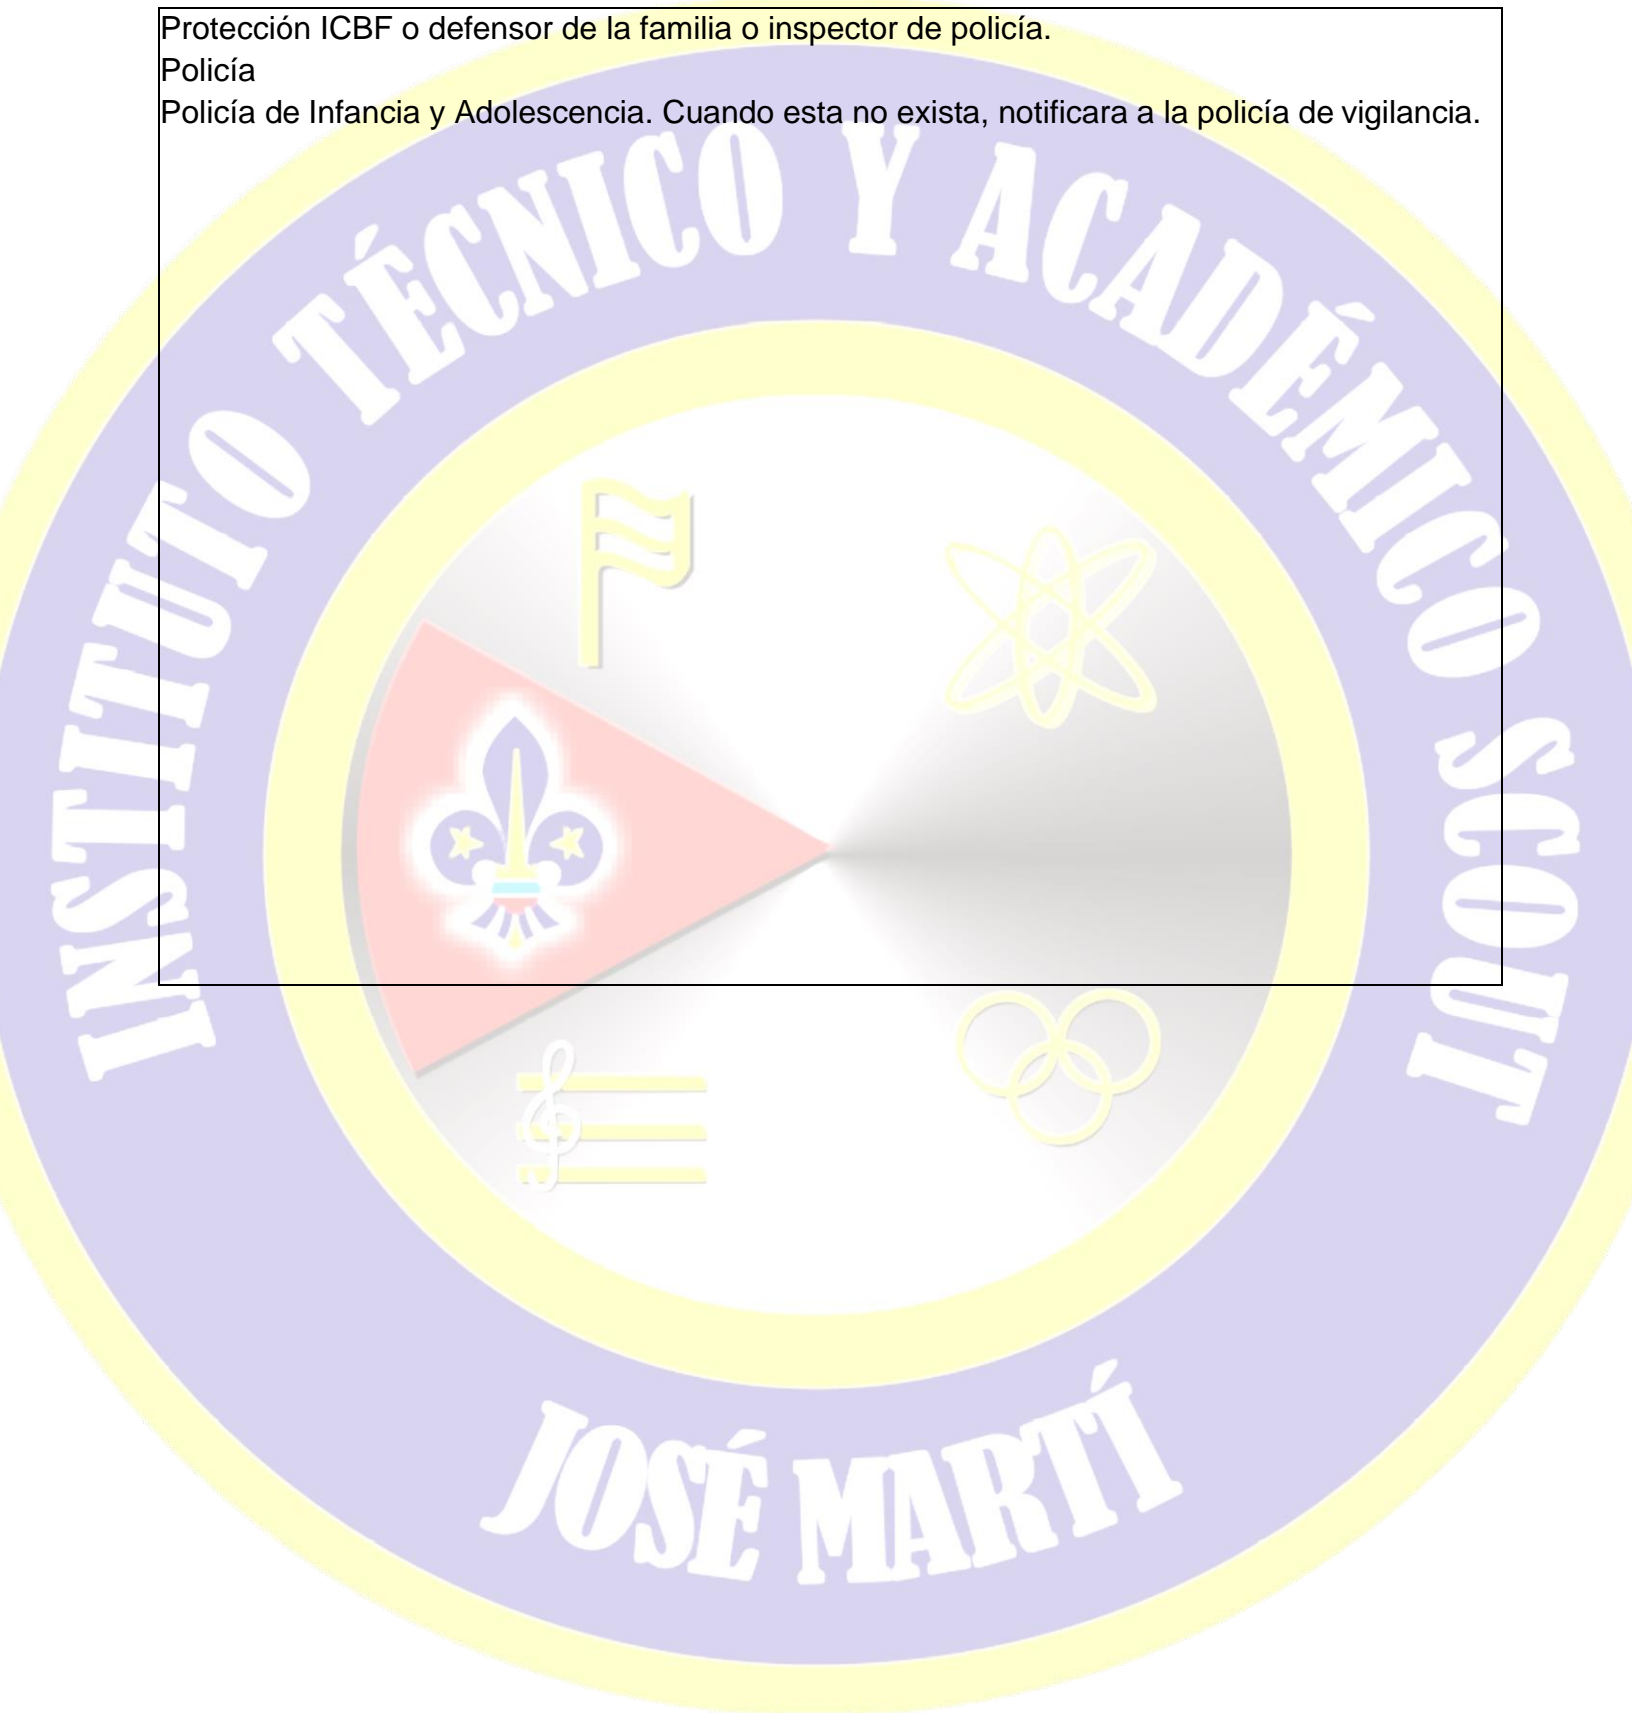 Protección ICBF o defensor de la familia o inspector de policía.
Policía
Policía de Infancia y Adolescencia. Cuando esta no exista, notificara a la policía de vigilancia.
INSTITUTO TÉCNICO Y ACADÉMICO SCOUT
JOSÉ MARTÍ